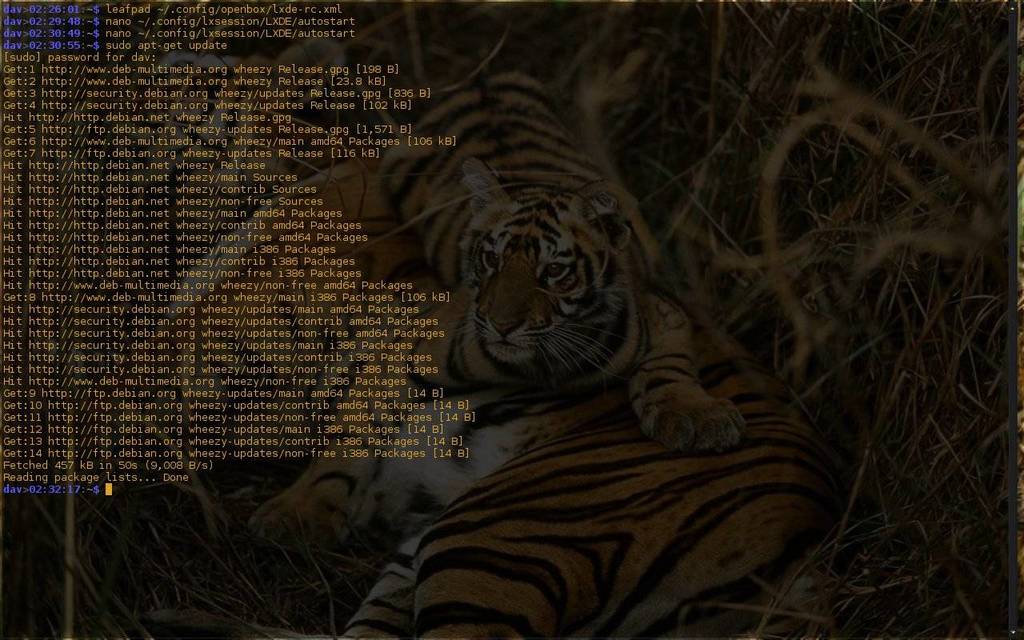 dav>02:26:01:~$ leafpad ~/.config/openbox/lxde-rc.xml
dav>02:29:48:~$ nano ~/.config/lxsession/LXDE/autostart
dav>02:30:49:~$ nano ~/.config/lxsession/LXDE/autostart
dav>02:30:55:~$ sudo apt-get update
[sudo] password for dav:
Get:1 http://www.deb-multimedia.org wheezy Release.gpg [198 B]
Get:2 http://www.deb-multimedia.org wheezy Release [23.8 kB]
Get:3 http://security.debian.org wheezy/updates Release.gpg [836 B]
Get:4 http://security.debian.org wheezy/updates Release [102 kB]
Hit http://http.debian.net wheezy Release.gpg
Get:5 http://ftp.debian.org wheezy-updates Release.gpg [1,571 B]
Get:6 http://www.deb-multimedia.org wheezy/main amd64 Packages [106 kB]
Get:7 http://ftp.debian.org wheezy-updates Release [116 kB]
Hit http://http.debian.net wheezy Release
Hit http://http.debian.net wheezy/main Sources
Hit http://http.debian.net wheezy/contrib Sources
Hit http://http.debian.net wheezy/non-free Sources
Hit http://http.debian.net wheezy/main amd64 Packages
Hit http://http.debian.net wheezy/contrib amd64 Packages
Hit http://http.debian.net wheezy/non-free amd64 Packages
Hit http://http.debian.net wheezy/main i386 Packages
Hit http://http.debian.net wheezy/contrib i386 Packages
Hit http://http.debian.net wheezy/non-free i386 Packages
Hit http://www.deb-multimedia.org wheezy/non-free amd64 Packages
Get:8 http://www.deb-multimedia.org wheezy/main i386 Packages [106 kB]
Hit http://security.debian.org wheezy/updates/main amd64 Packages
Hit http://security.debian.org wheezy/updates/contrib amd64 Packages
Hit http://security.debian.org wheezy/updates/non-free amd64 Packages
Hit http://security.debian.org wheezy/updates/main i386 Packages
Hit http://security.debian.org wheezy/updates/contrib i386 Packages
Hit http://security.debian.org wheezy/updates/non-free i386 Packages
Hit http://www.deb-multimedia.org wheezy/non-free i386 Packages
Get:9 http://ftp.debian.org wheezy-updates/main amd64 Packages [14 B]
Get:10 http://ftp.debian.org wheezy-updates/contrib amd64 Packages [14 B]
Get:11 http://ftp.debian.org wheezy-updates/non-free amd64 Packages [14 B]
Get:12 http://ftp.debian.org wheezy-updates/main i386 Packages [14 B]
Get:13 http://ftp.debian.org wheezy-updates/contrib i386 Packages [14 B]
Get:14 http://ftp.debian.org wheezy-updates/non-free i386 Packages [14 B]
Fetched 457 kB in 50s (9,008 B/s)
Reading package lists... Done
dav>02:32:17:~$